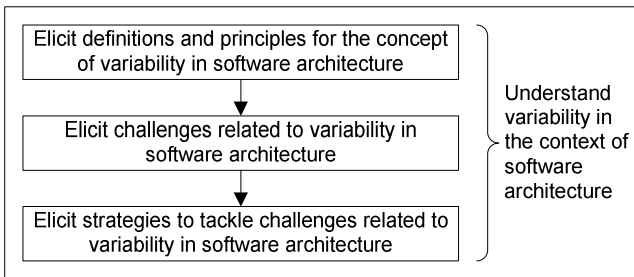 Elicit definitions and principles for the concept
of variability in software architecture
Elicit challenges related to variability in
software architecture
Elicit strategies to tackle challenges related to
variability in software architecture
Understand
variability in
the context of
software
architecture